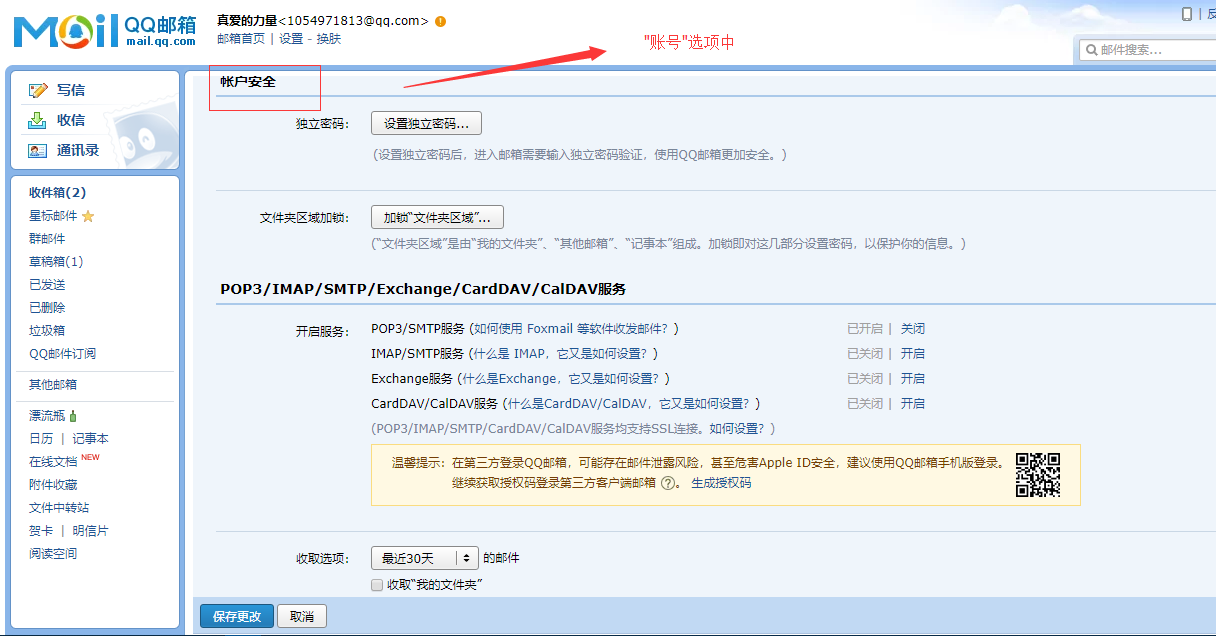 Mail QQ邮箱
mail.qq.com
真爱的力量<1054971813@qq.com>
邮箱首页 | 设置 - 换肤
反
邮件搜索...
"账号"选项中
写信
收信
通讯录
收件箱(2)
星标邮件
群邮件
草稿箱(1)
已发送
已删除
垃圾箱
QQ邮件订阅
其他邮箱
漂流瓶
日历 | 记事本
在线文档 NEW
附件收藏
文件中转站
贺卡 | 明信片
阅读空间
帐户安全
独立密码: 设置独立密码...
(设置独立密码后，进入邮箱需要输入独立密码验证，使用QQ邮箱更加安全。)
文件夹区域加锁: 加锁“文件夹区域”...
(“文件夹区域”是由“我的文件夹”、“其他邮箱”、“记事本”组成。加锁即对这几部分设置密码，以保护你的信息。)
POP3/IMAP/SMTP/Exchange/CardDAV/CalDAV服务
开启服务: POP3/SMTP服务 (如何使用 Foxmail 等软件收发邮件? ) 已开启 | 关闭
IMAP/SMTP服务 (什么是 IMAP，它又是如何设置? ) 已关闭 | 开启
Exchange服务 (什么是Exchange，它又是如何设置? ) 已关闭 | 开启
CardDAV/CalDAV服务 (什么是CardDAV/CalDAV，它又是如何设置? ) 已关闭 | 开启
(POP3/IMAP/SMTP/CardDAV/CalDAV服务均支持SSL连接。如何设置? )
温馨提示: 在第三方登录QQ邮箱，可能存在邮件泄露风险，甚至危害Apple ID安全，建议使用QQ邮箱手机版登录。
继续获取授权码登录第三方客户端邮箱 ? 。 生成授权码
收取选项: 最近30天 的邮件
收取“我的文件夹”
保存更改 取消